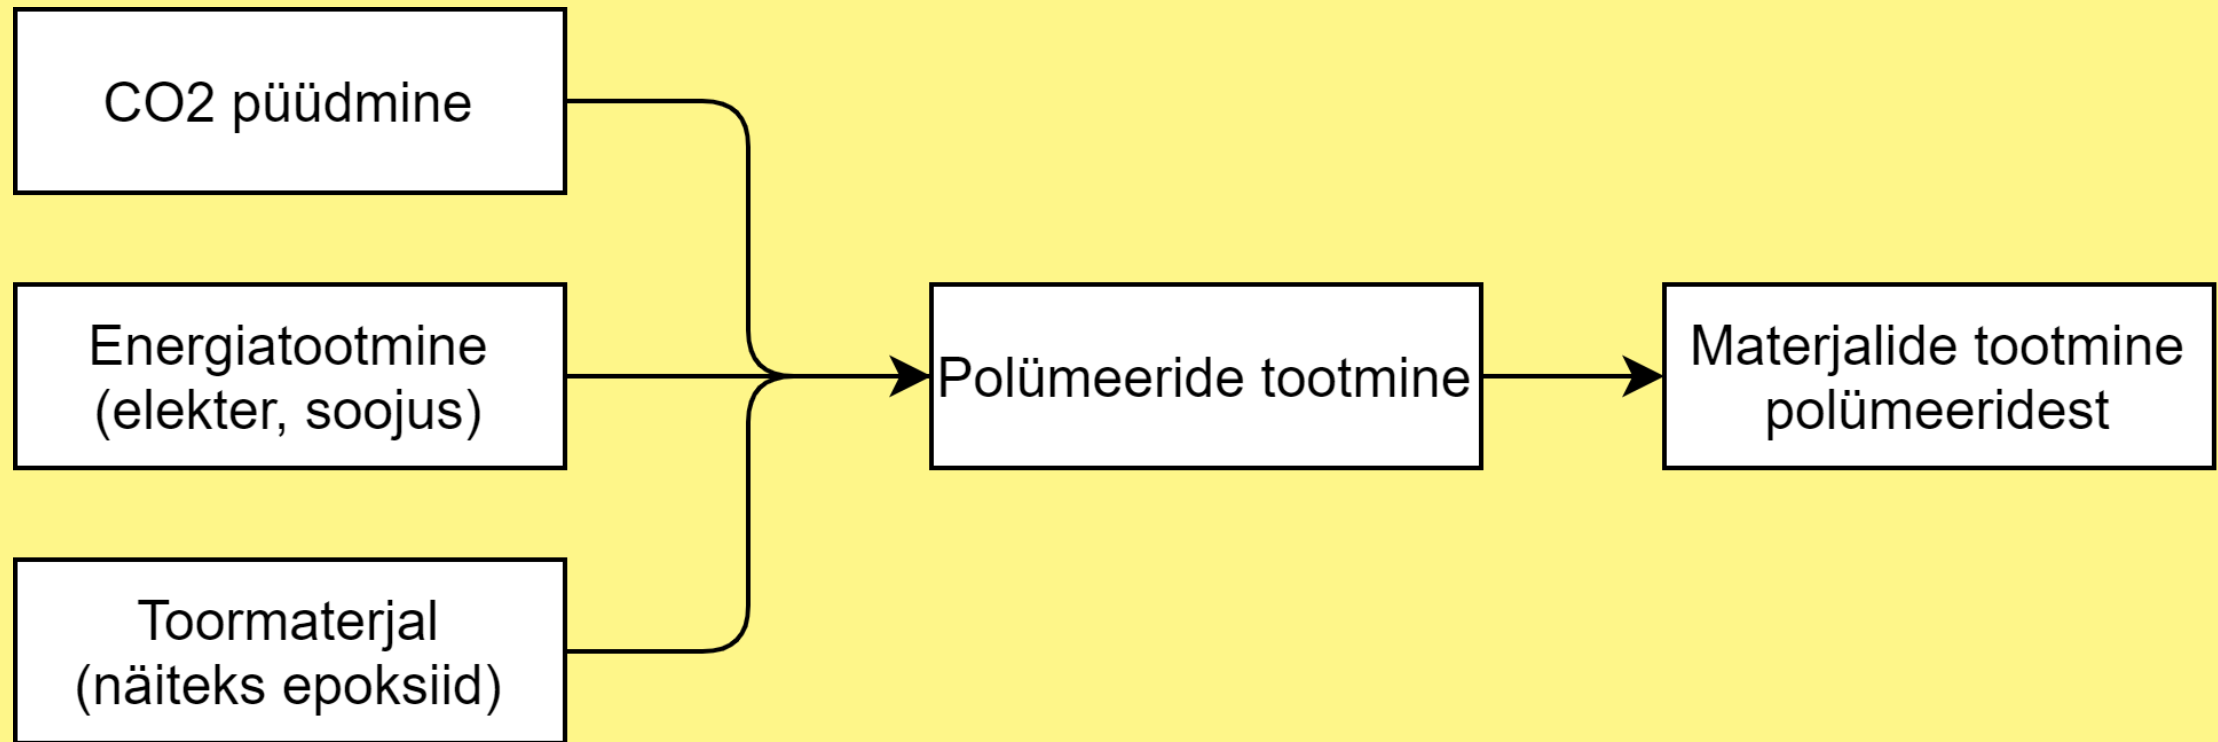 CO2 püüdmine
Energiatootmine
(elekter, soojus)
Toormaterjal
(näiteks epoksiid)
Polümeeride tootmine
Materjalide tootmine
polümeeridest